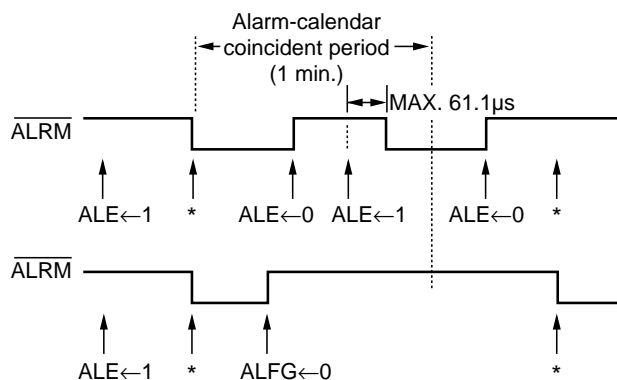 Alarm-calendar
coincident period
(1 min.)
MAX. 61.1µs
ALRM
ALE←1 * ALE←0 ALE←1 ALE←0 *
ALRM
ALE←1 * ALFG←0 *